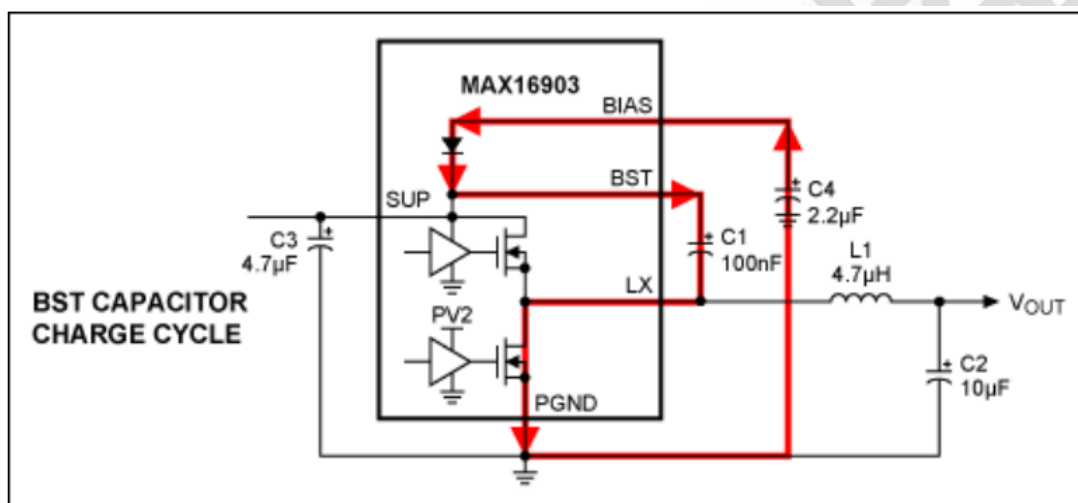 MAX16903
BIAS
BST
SUP
C3
4.7µF
C1
100nF
C4
2.2µF
L1
4.7µH
LX
VOUT
BST CAPACITOR
CHARGE CYCLE
PV2
C2
10µF
PGND